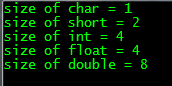 size of char = 1
size of short = 2
size of int = 4
size of float = 4
size of double = 8